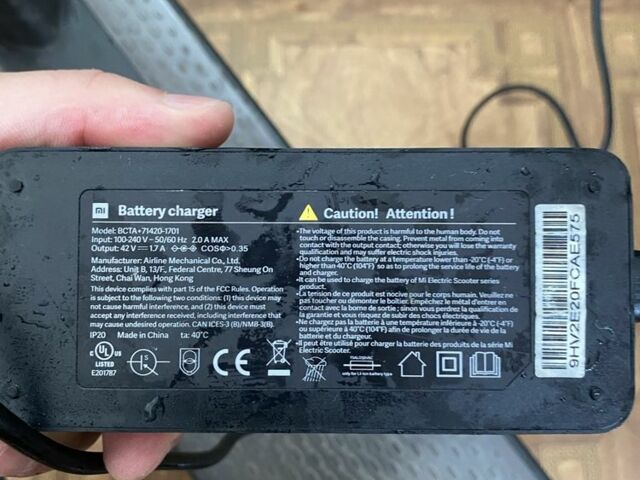 mi Battery charger
Model: BCTA+71420-1701
Input: 100-240 V~50/60 Hz 2.0 A MAX
Output: 42 V⎓ 1.7 A COSΦ>0.35
Manufacturer: Airline Mechanical Co., Ltd.
Address: Unit B, 13/F., Federal Centre, 77 Sheung On
Street, Chai Wan, Hong Kong
This device complies with part 15 of the FCC Rules. Operation
is subject to the following two conditions: (1) this device may
not cause harmful interference, and (2) this device must
accept any interference received, including interference that
may cause undesired operation. CAN ICES-3 (B)/NMB-3(B).
IP20 Made in China ta: 40°C
UL
LISTED
E201787
CE
Caution! Attention!
•The voltage of this product is harmful to the human body. Do not
touch or disassemble the casing. Prevent metal from coming into
contact with the output contact; otherwise you will lose the warranty
qualification and may suffer electric shock injuries.
•Do not charge the battery at a temperature lower than -20°C (-4°F) or
higher than 40°C (104°F) so as to prolong the service life of the battery
and charger.
•It can be used to charge the battery of Mi Electric Scooter series
product.
•La tension de ce produit est nocive pour le corps humain. Veuillez ne
pas toucher ou démonter le boîtier. Empêchez le métal d'entrer en
contact avec la borne de sortie; sinon vous perdrez la qualification de
la garantie et vous risquez de subir des chocs électriques.
•Ne chargez pas la batterie à une température inférieure à -20°C (-4°F)
ou supérieure à 40°C (104°F) afin de prolonger la durée de vie de la
batterie et du chargeur.
•Il peut être utilisé pour charger la batterie des produits de la série Mi
Electric Scooter.
only for Li-ion battery type
9HV2E20FCAE575